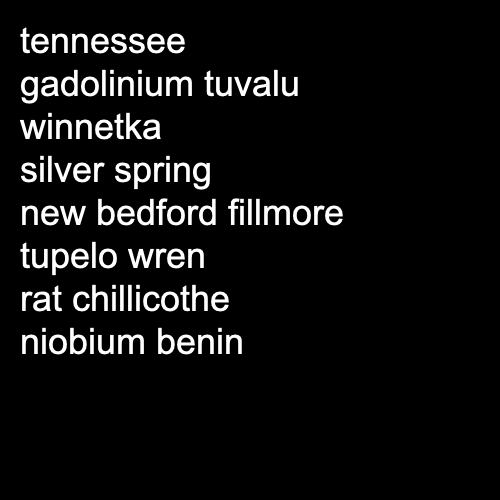 tennessee
gadolinium tuvalu
winnetka
silver spring
new bedford fillmore
tupelo wren
rat chillicothe
niobium benin